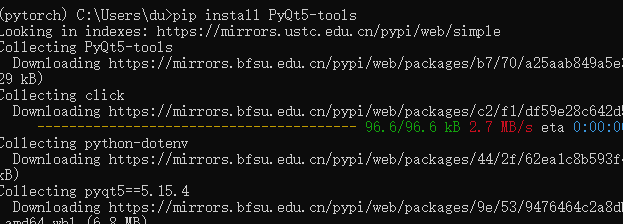 (pytorch) C:\Users\du>pip install PyQt5-tools
Looking in indexes: https://mirrors.ustc.edu.cn/pypi/web/simple
Collecting PyQt5-tools
Downloading https://mirrors.bfsu.edu.cn/pypi/web/packages/b7/70/a25aab849a5e3
29 kB)
Collecting click
Downloading https://mirrors.bfsu.edu.cn/pypi/web/packages/c2/f1/df59e28c642d5
---------------------------------------- 96.6/96.6 kB 2.7 MB/s eta 0:00:00
Collecting python-dotenv
Downloading https://mirrors.bfsu.edu.cn/pypi/web/packages/44/2f/62ea1c8b593f4
kB)
Collecting pyqt5==5.15.4
Downloading https://mirrors.bfsu.edu.cn/pypi/web/packages/9e/53/9476464c2a8d
amd64.whl (6.8 MB)